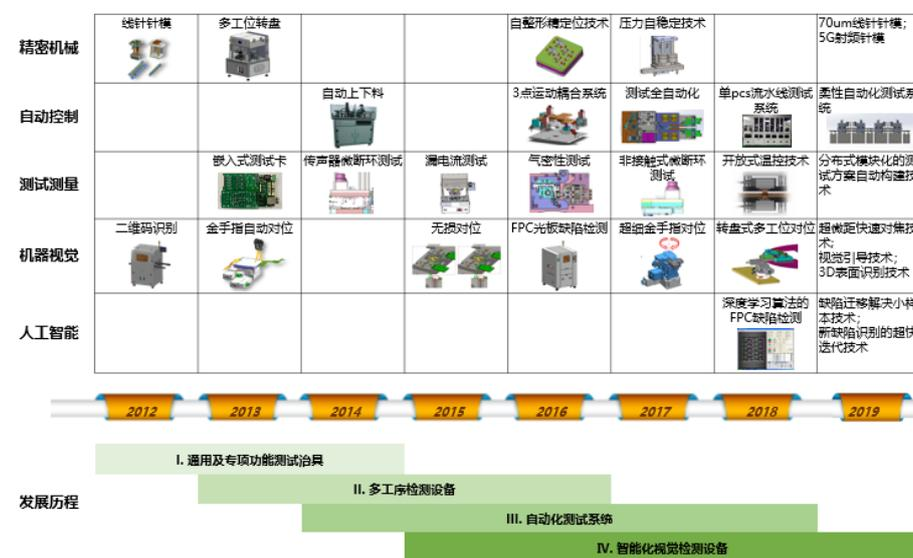 精密机械
线针针模
多工位转盘
自整形精定位技术
压力自稳定技术
70um线针针模;
5G射频针模
自动控制
自动上下料
3点运动耦合系统
测试全自动化
单pcs流水线测试
系统
柔性自动化测试系
统
测试测量
嵌入式测试卡
传声器微断环测试
漏电流测试
气密性测试
非接触式微断环
测试
开放式温控技术
分布式模块化的测
试方案自动构建技
术
机器视觉
二维码识别
金手指自动对位
无损对位
FPC光板缺陷检测
超细金手指对位
转盘式多工位对位
超微距快速对焦技
术;
视觉引导技术;
3D表面识别技术
人工智能
深度学习算法的
FPC缺陷检测
缺陷迁移解决小样
本技术;
新缺陷识别的超快
迭代技术
2012
2013
2014
2015
2016
2017
2018
2019
发展历程
I. 通用及专项功能测试治具
II. 多工序检测设备
III. 自动化测试系统
IV. 智能化视觉检测设备